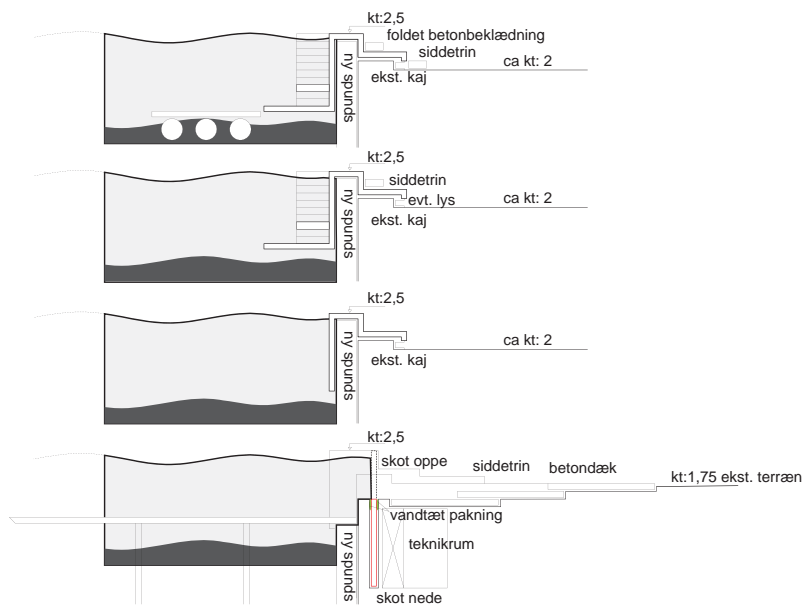 kt:2,5
foldet betonbeklædning
siddetrin
ca kt: 2
ekst. kaj
ny spunds
kt:2,5
siddetrin
evt. lys
ca kt: 2
ekst. kaj
ny spunds
kt:2,5
ca kt: 2
ekst. kaj
ny spunds
kt:2,5
skot oppe
siddetrin
betondæk
kt:1,75 ekst. terræn
vandtæt pakning
teknikrum
ny spunds
skot nede